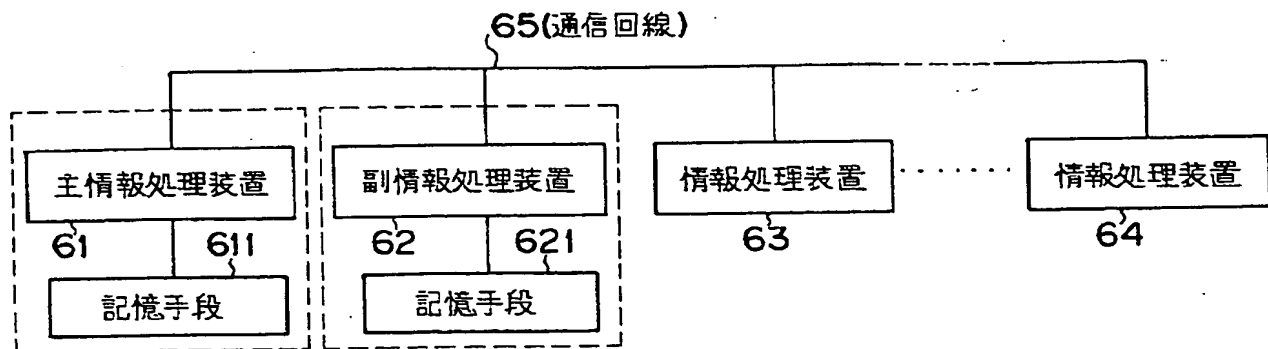 65(通信回線)
主情報処理装置
副情報処理装置
情報処理装置
情報処理装置
61
611
62
621
63
64
記憶手段
記憶手段